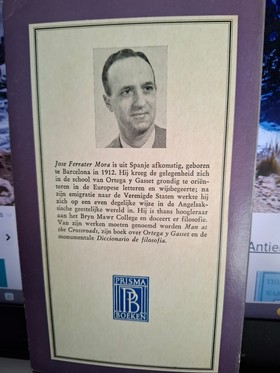 Jose Ferrater Mora is uit Spanje afkomstig, geboren
te Barcelona in 1912. Hij kreeg de gelegenheid zich
in de school van Ortega y Gasset grondig te oriën-
teren in de Europese letteren en wijsbegeerte; na
zijn emigratie naar de Verenigde Staten werkte hij
zich op een even degelijke wijze in de Angelsak-
sische geestelijke wereld in. Hij is thans hoogleraar
aan het Bryn Mawr College en doceert er filosofie.
Van zijn werken moeten genoemd worden Man at
the Crossroads, zijn boek over Ortega y Gasset en de
monumentale Diccionario de filosofia.
PRISMA
PB
BOEKEN
Antie